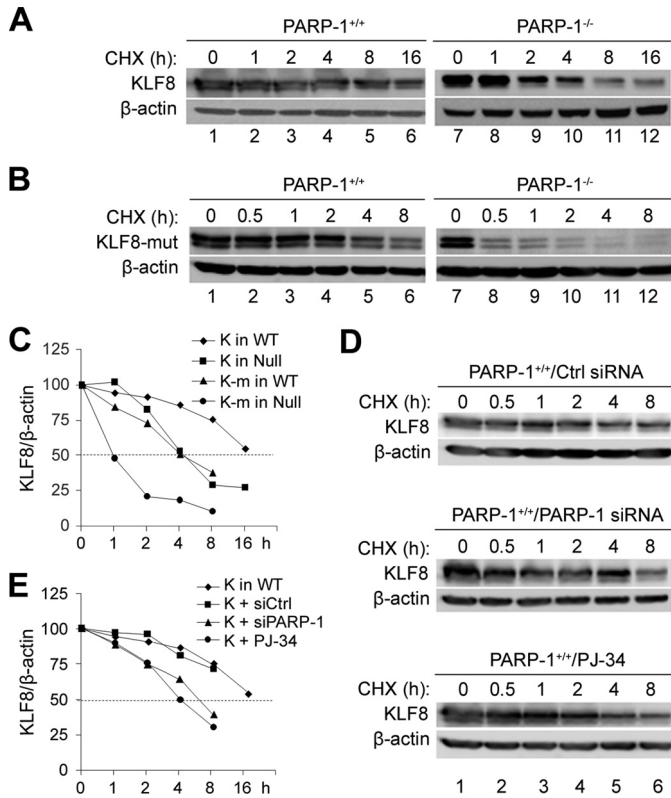 A
PARP-1+/+
PARP-1-/-
CHX (h): 0 1 2 4 8 16 0 1 2 4 8 16
KLF8
β-actin
1 2 3 4 5 6 7 8 9 10 11 12
B
PARP-1+/+
PARP-1-/-
CHX (h): 0 0.5 1 2 4 8 0 0.5 1 2 4 8
KLF8-mut
β-actin
1 2 3 4 5 6 7 8 9 10 11 12
C
K in WT
K in Null
K-m in WT
K-m in Null
KLF8/β-actin
125
100
75
50
25
0
0 1 2 4 8 16 h
D
PARP-1+/+/Ctrl siRNA
CHX (h): 0 0.5 1 2 4 8
KLF8
β-actin
PARP-1+/+/PARP-1 siRNA
CHX (h): 0 0.5 1 2 4 8
KLF8
β-actin
PARP-1+/+/PJ-34
CHX (h): 0 0.5 1 2 4 8
KLF8
β-actin
1 2 3 4 5 6
E
K in WT
K + siCtrl
K + siPARP-1
K + PJ-34
KLF8/β-actin
125
100
75
50
25
0
0 1 2 4 8 16 h